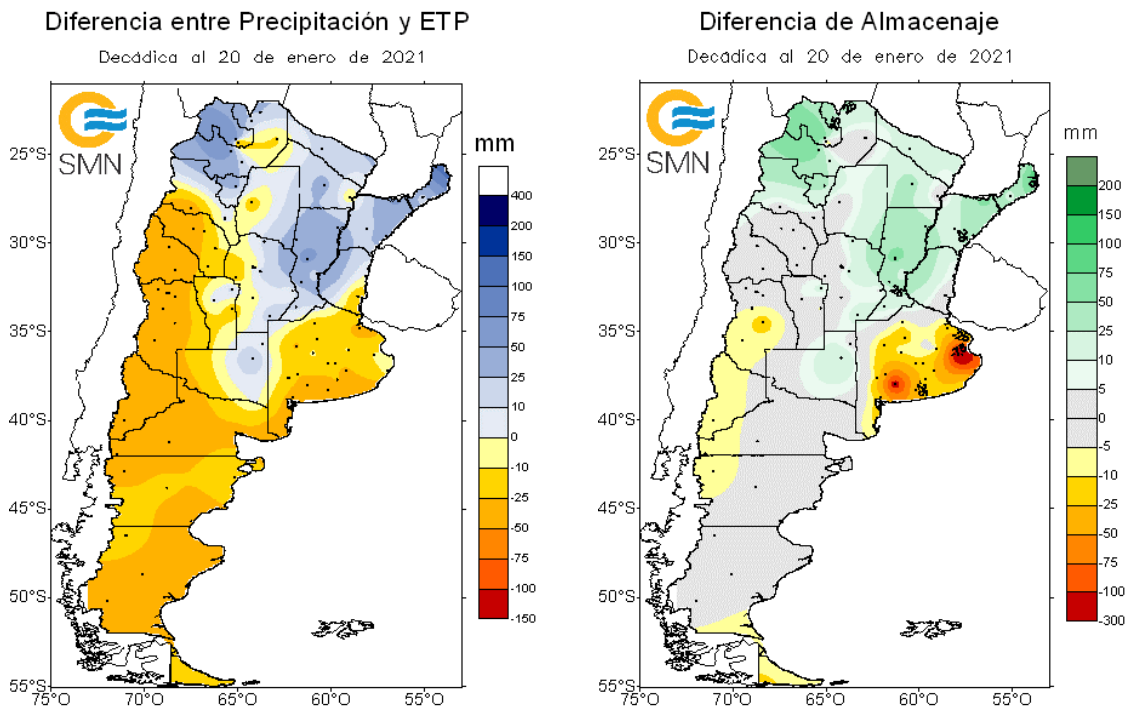 Diferencia entre Precipitación y ETP
Decádica al 20 de enero de 2021
SMN
25°S
30°S
35°S
40°S
45°S
50°S
55°S
75°O
70°O
65°O
60°O
55°O
mm
400
200
150
100
50
25
10
0
-10
-25
-50
-75
-100
-150
Diferencia de Almacenaje
Decádica al 20 de enero de 2021
SMN
25°S
30°S
35°S
40°S
45°S
50°S
55°S
75°O
70°O
65°O
60°O
55°O
mm
200
150
100
75
50
25
10
5
0
-5
-10
-25
-50
-75
-100
-300